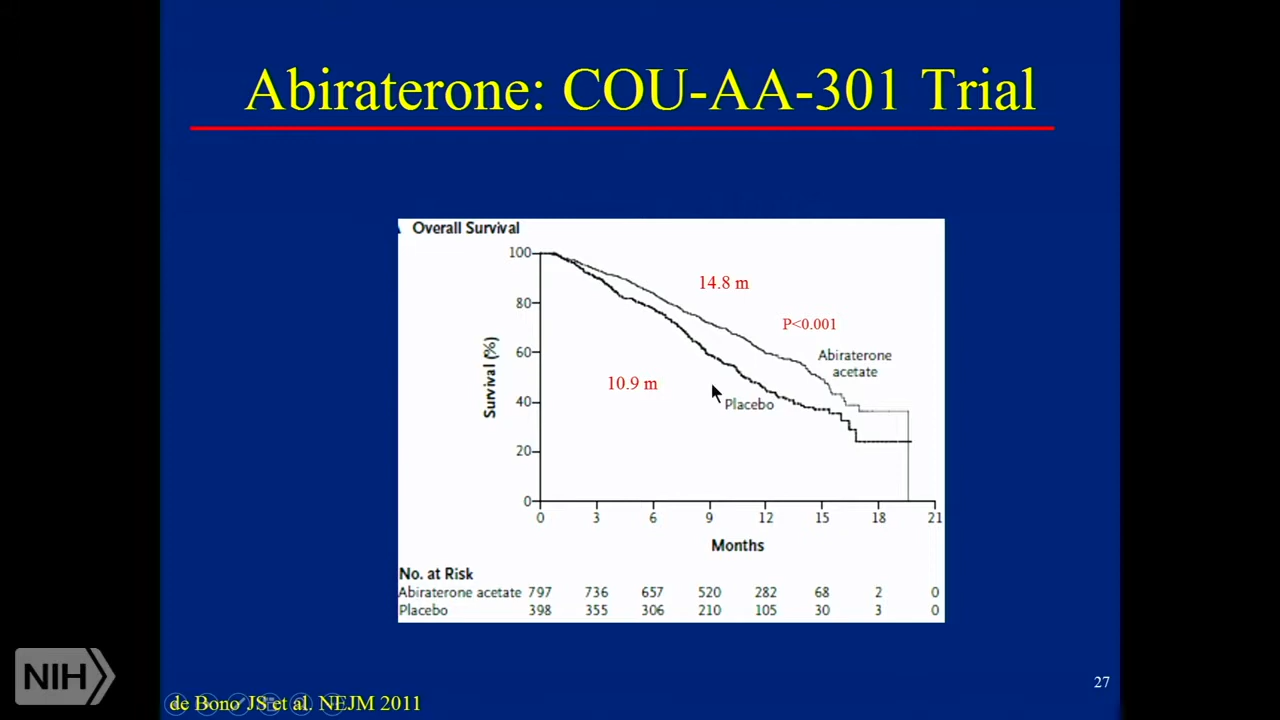 Abiraterone: COU-AA-301 Trial
Overall Survival
100
80
60
40
20
0
Survival (%)
14.8 m
P<0.001
Abiraterone
acetate
10.9 m
Placebo
0 3 6 9 12 15 18 21
Months
No. at Risk
Abiraterone acetate 797 736 657 520 282 68 2 0
Placebo 398 355 306 210 105 30 3 0
NIH
27
de Bono JS et al. NEJM 2011